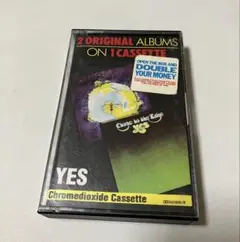 2 ORIGINAL ALBUMS
ON 1 CASSETTE
OPEN THE BOX AND
DOUBLE
YOUR MONEY
Close to the Edge
YES
YES
Chromedioxide Cassette